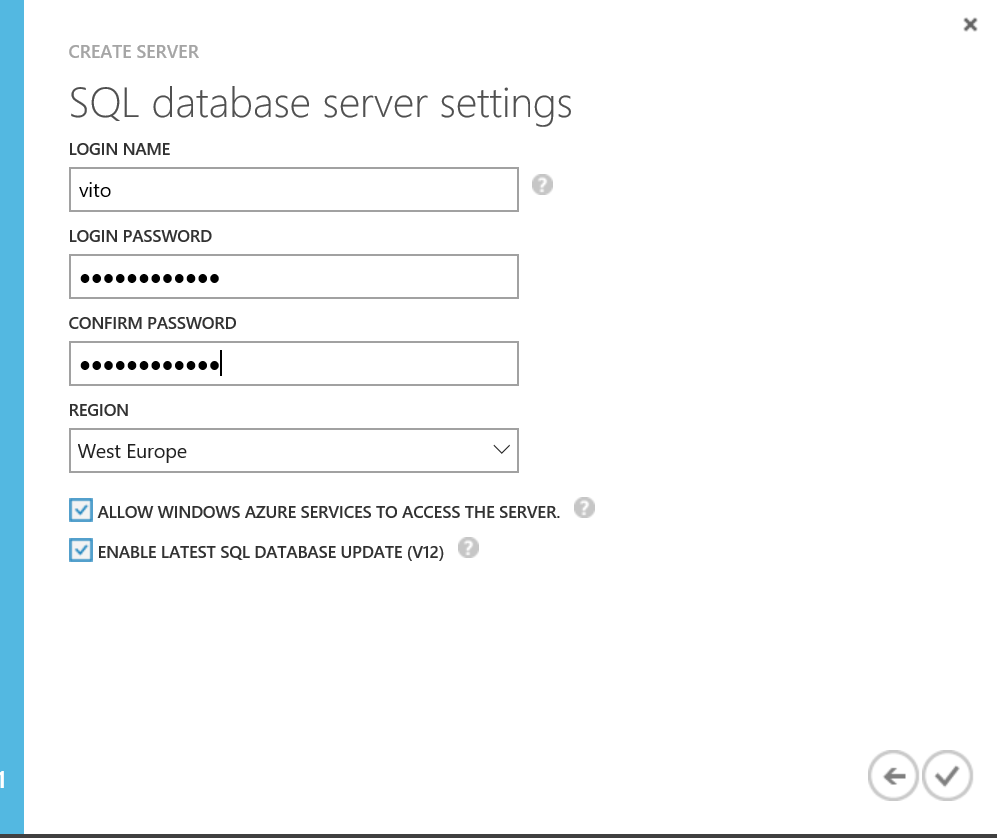 CREATE SERVER
SQL database server settings
LOGIN NAME
vito
LOGIN PASSWORD
●●●●●●●●●●●●
CONFIRM PASSWORD
●●●●●●●●●●●●
REGION
West Europe
ALLOW WINDOWS AZURE SERVICES TO ACCESS THE SERVER.
ENABLE LATEST SQL DATABASE UPDATE (V12)
1